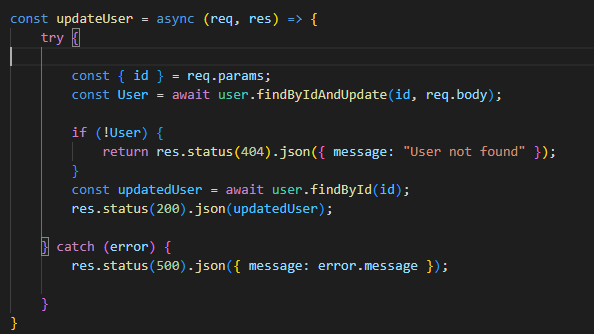 const updateUser = async (req, res) => {
    try {

        const { id } = req.params;
        const User = await user.findByIdAndUpdate(id, req.body);

        if (!User) {
            return res.status(404).json({ message: "User not found" });
        }
        const updatedUser = await user.findById(id);
        res.status(200).json(updatedUser);

    } catch (error) {
        res.status(500).json({ message: error.message });

    }
}